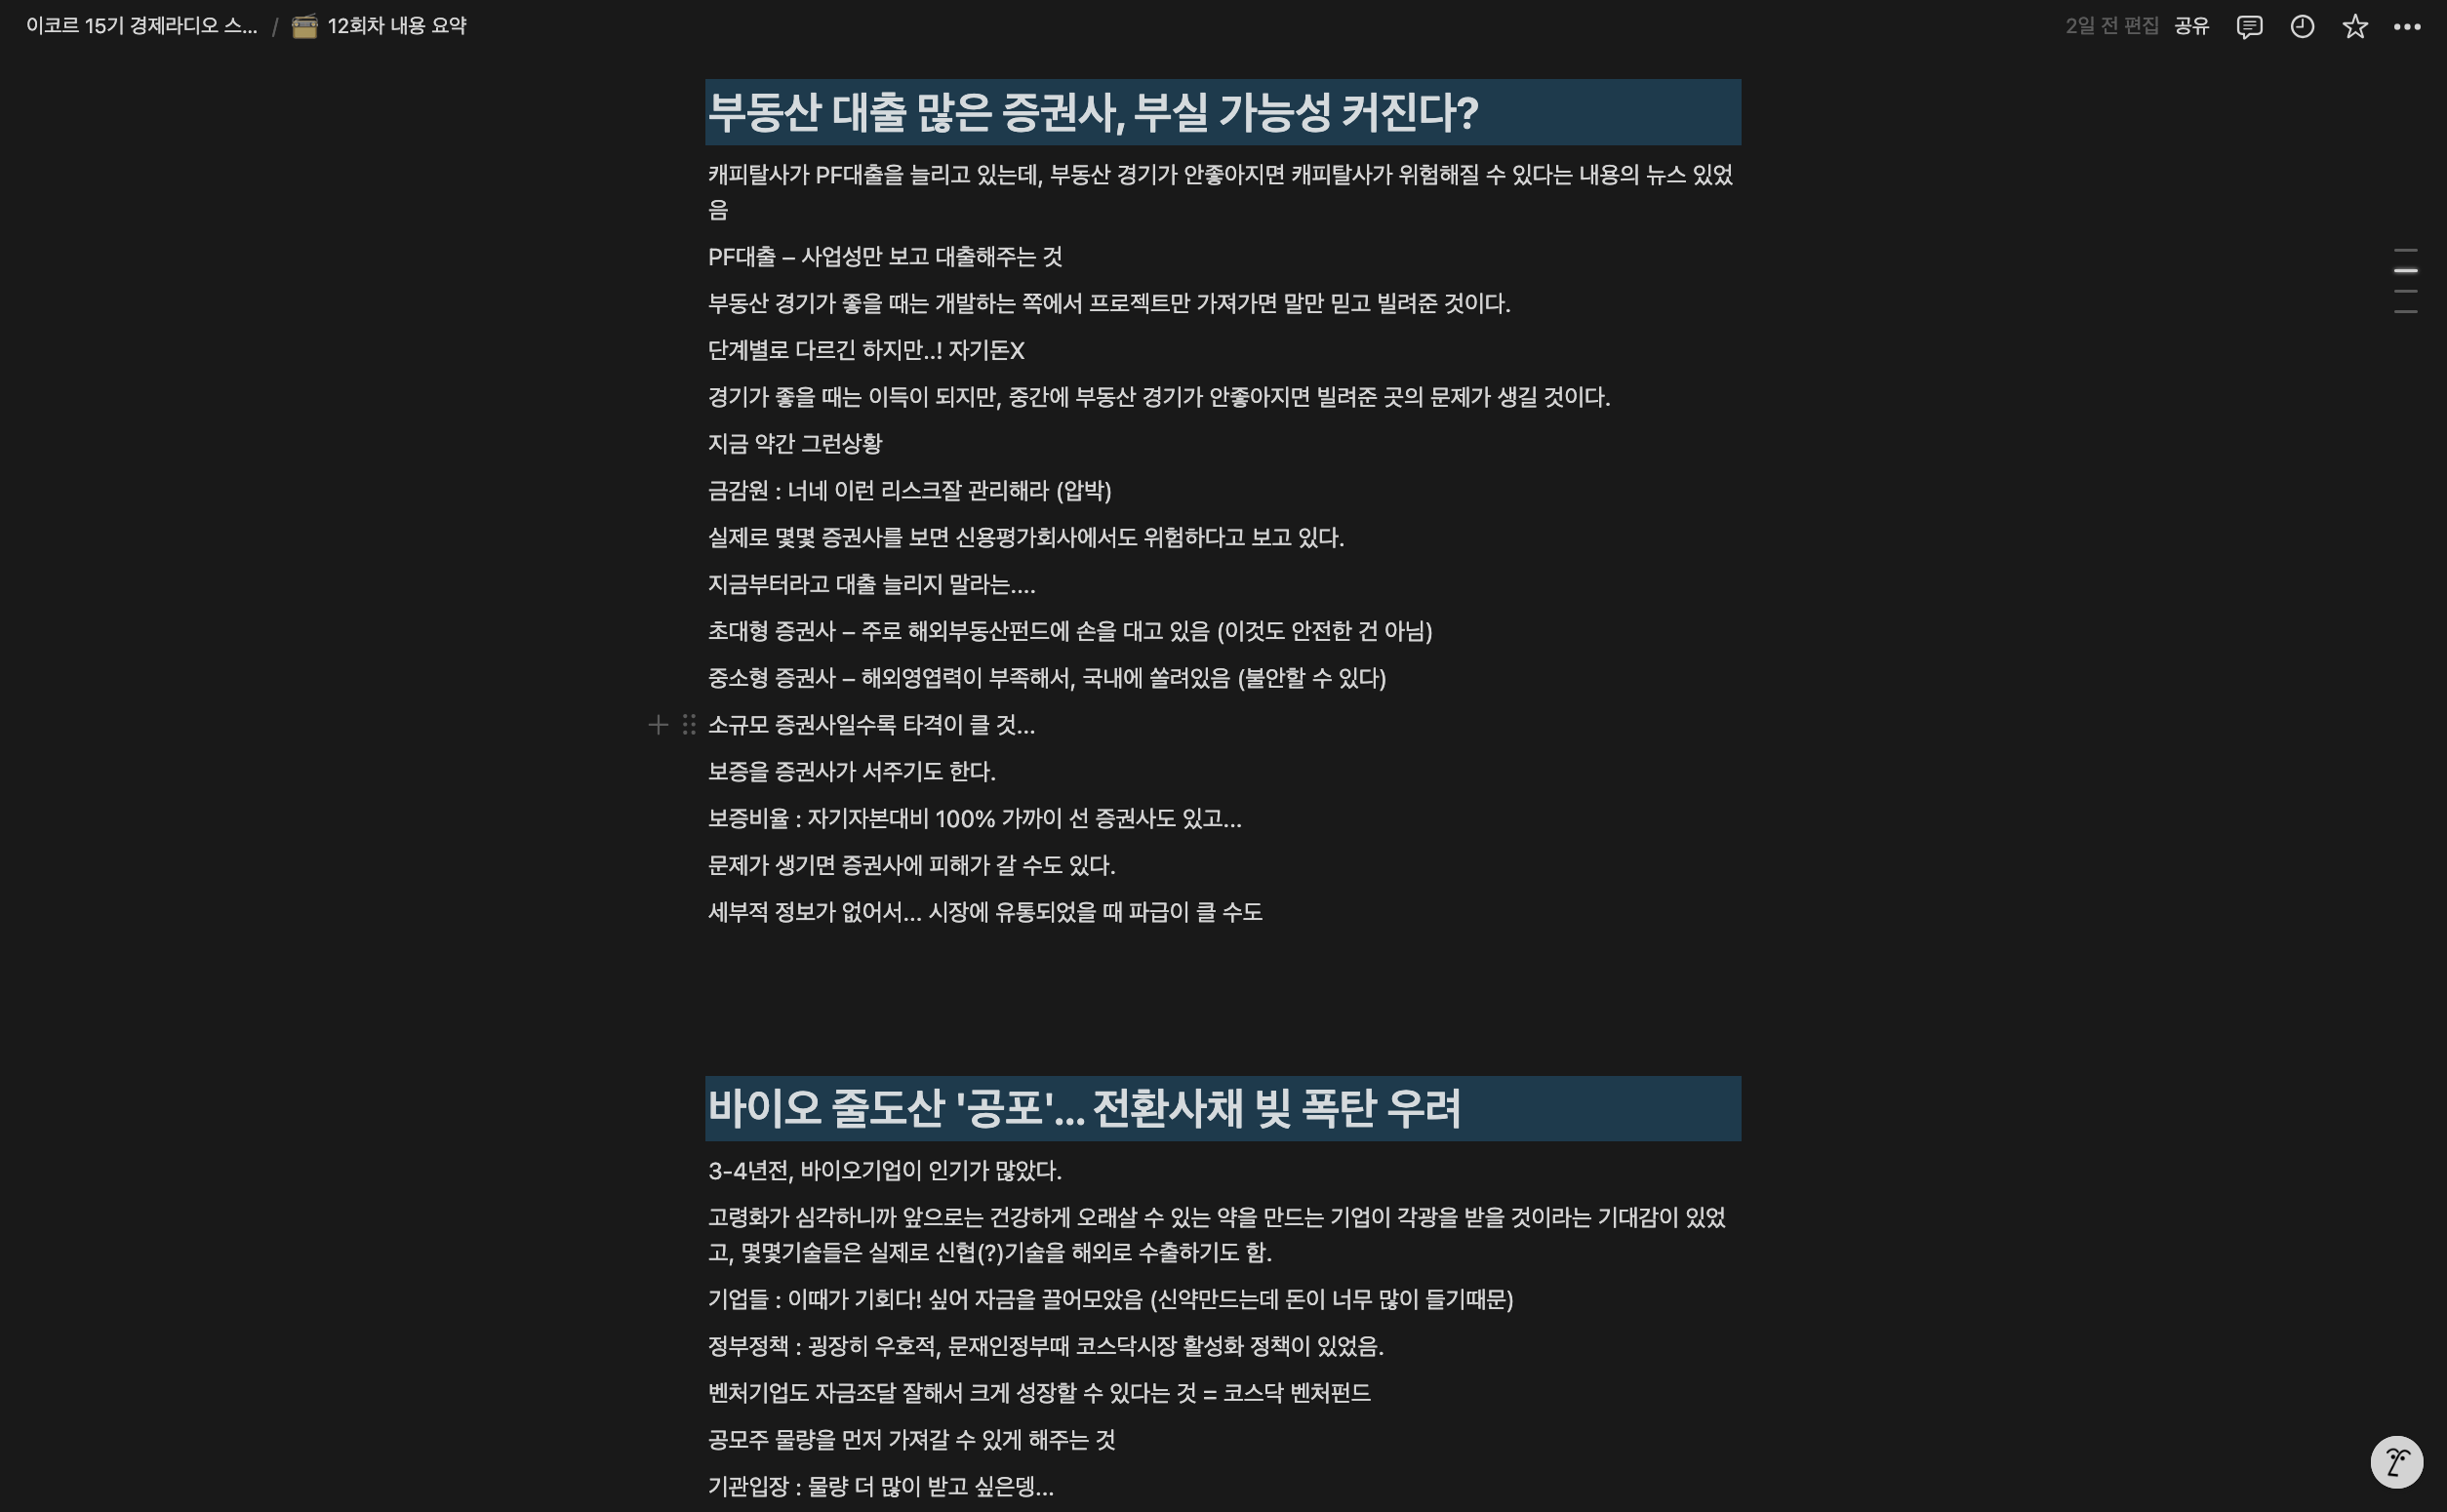 이코르 15기 경제라디오 스... / 12회차 내용 요약
2일 전 편집 공유
부동산 대출 많은 증권사, 부실 가능성 커진다?
캐피탈사가 PF대출을 늘리고 있는데, 부동산 경기가 안좋아지면 캐피탈사가 위험해질 수 있다는 내용의 뉴스 있었
음
PF대출 – 사업성만 보고 대출해주는 것
부동산 경기가 좋을 때는 개발하는 쪽에서 프로젝트만 가져가면 말만 믿고 빌려준 것이다.
단계별로 다르긴 하지만..! 자기돈X
경기가 좋을 때는 이득이 되지만, 중간에 부동산 경기가 안좋아지면 빌려준 곳의 문제가 생길 것이다.
지금 약간 그런상황
금감원 : 너네 이런 리스크잘 관리해라 (압박)
실제로 몇몇 증권사를 보면 신용평가회사에서도 위험하다고 보고 있다.
지금부터라고 대출 늘리지 말라는....
초대형 증권사 – 주로 해외부동산펀드에 손을 대고 있음 (이것도 안전한 건 아님)
중소형 증권사 – 해외영엽력이 부족해서, 국내에 쏠려있음 (불안할 수 있다)
소규모 증권사일수록 타격이 클 것...
보증을 증권사가 서주기도 한다.
보증비율 : 자기자본대비 100% 가까이 선 증권사도 있고...
문제가 생기면 증권사에 피해가 갈 수도 있다.
세부적 정보가 없어서... 시장에 유통되었을 때 파급이 클 수도
바이오 줄도산 '공포'... 전환사채 빚 폭탄 우려
3-4년전, 바이오기업이 인기가 많았다.
고령화가 심각하니까 앞으로는 건강하게 오래살 수 있는 약을 만드는 기업이 각광을 받을 것이라는 기대감이 있었
고, 몇몇기술들은 실제로 신협(?)기술을 해외로 수출하기도 함.
기업들 : 이때가 기회다! 싶어 자금을 끌어모았음 (신약만드는데 돈이 너무 많이 들기때문)
정부정책 : 굉장히 우호적, 문재인정부때 코스닥시장 활성화 정책이 있었음.
벤처기업도 자금조달 잘해서 크게 성장할 수 있다는 것 = 코스닥 벤처펀드
공모주 물량을 먼저 가져갈 수 있게 해주는 것
기관입장 : 물량 더 많이 받고 싶은뎅...